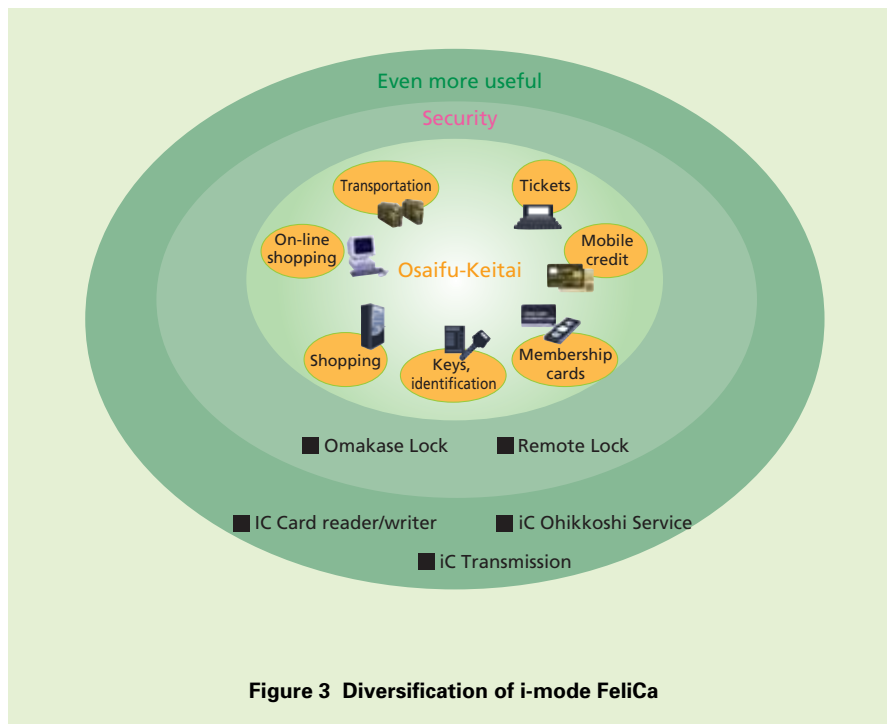 Even more useful
Security
Transportation
Tickets
On-line
shopping
Mobile
credit
Osaifu-Keitai
Shopping
Keys,
identification
Membership
cards
■ Omakase Lock
■ Remote Lock
■ IC Card reader/writer
■ iC Ohikkoshi Service
■ iC Transmission
Figure 3 Diversification of i-mode FeliCa